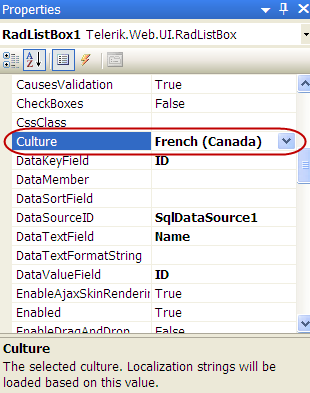 Properties
RadListBox1 Telerik.Web.UI.RadListBox
CausesValidation True
CheckBoxes False
CssClass
Culture French (Canada)
DataKeyField ID
DataMember
DataSortField
DataSourceID SqlDataSource1
DataTextField Name
DataTextFormatString
DataValueField ID
EnableAjaxSkinRenderin True
Enabled True
EnableDragAndDrop False
Culture
The selected culture. Localization strings will be
loaded based on this value.